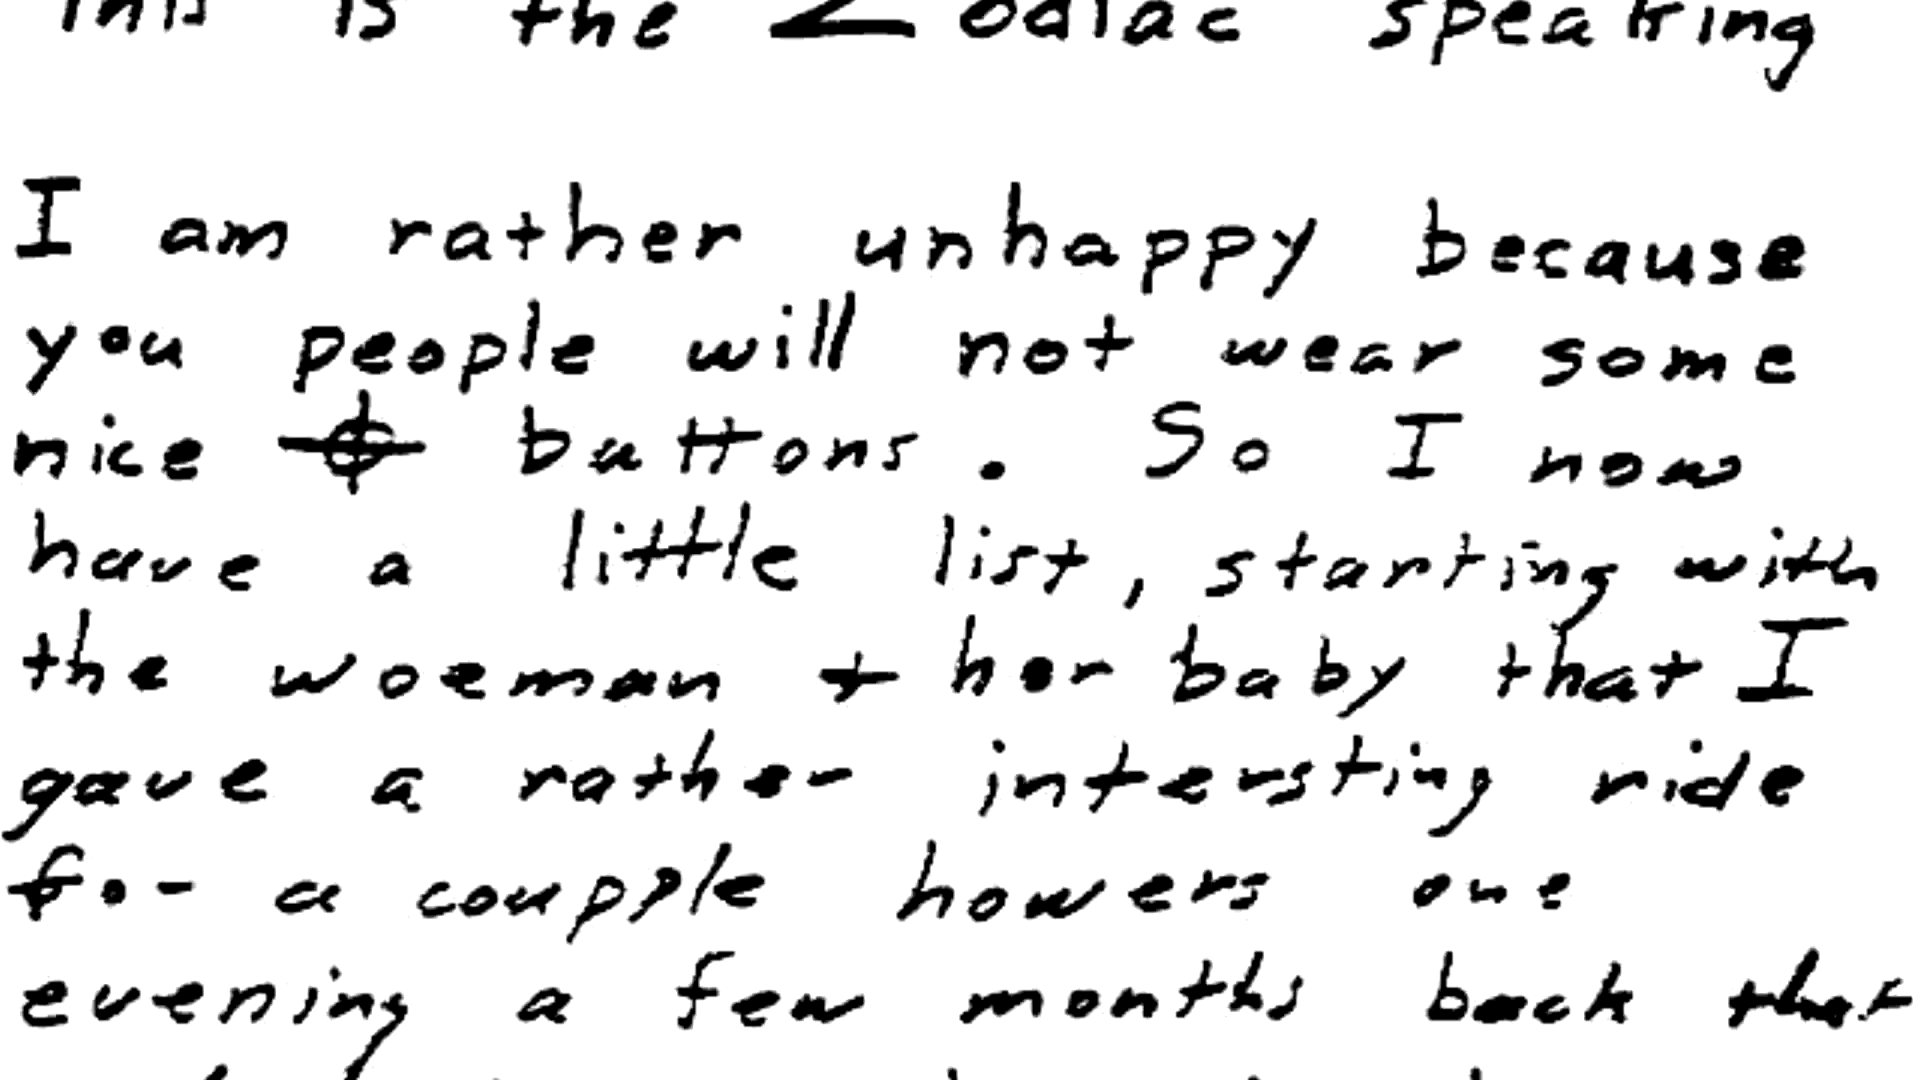 This is the Zodiac speaking
I am rather unhappy because
you people will not wear some
nice ⌖ buttons. So I now
have a little list, starting with
the woeman + her baby that I
gave a rather intersting ride
for a coupple howers one
evening a few months back that